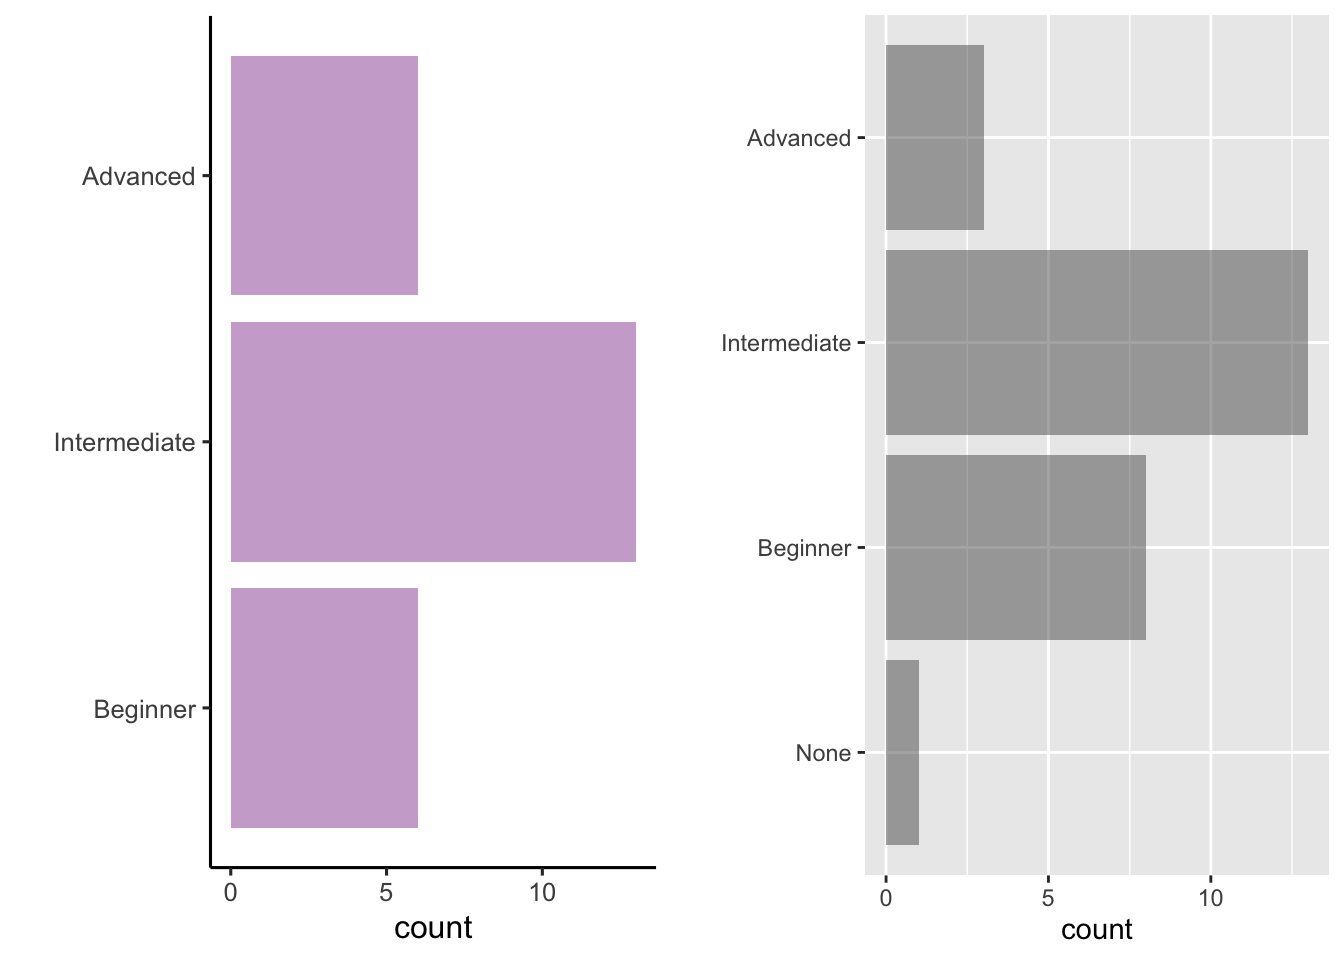 Advanced
Intermediate
Beginner
0 5 10
count
Advanced
Intermediate
Beginner
None
0 5 10
count